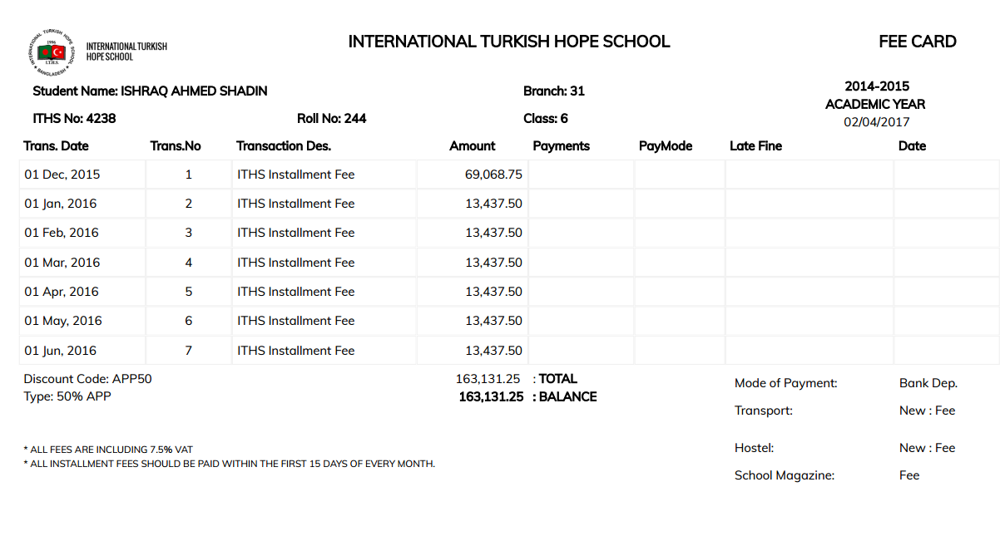 INTERNATIONAL TURKISH HOPE SCHOOL
BANGLADESH
1996
I.T.H.S.
INTERNATIONAL TURKISH
HOPE SCHOOL
INTERNATIONAL TURKISH HOPE SCHOOL
FEE CARD
Student Name: ISHRAQ AHMED SHADIN Branch: 31
2014-2015
ACADEMIC YEAR
02/04/2017
ITHS No: 4238 Roll No: 244 Class: 6
Trans. Date Trans.No Transaction Des. Amount Payments PayMode Late Fine Date
01 Dec, 2015 1 ITHS Installment Fee 69,068.75
01 Jan, 2016 2 ITHS Installment Fee 13,437.50
01 Feb, 2016 3 ITHS Installment Fee 13,437.50
01 Mar, 2016 4 ITHS Installment Fee 13,437.50
01 Apr, 2016 5 ITHS Installment Fee 13,437.50
01 May, 2016 6 ITHS Installment Fee 13,437.50
01 Jun, 2016 7 ITHS Installment Fee 13,437.50
Discount Code: APP50 163,131.25 : TOTAL
Type: 50% APP 163,131.25 : BALANCE
Mode of Payment: Bank Dep.
Transport: New : Fee
Hostel: New : Fee
School Magazine: Fee
* ALL FEES ARE INCLUDING 7.5% VAT
* ALL INSTALLMENT FEES SHOULD BE PAID WITHIN THE FIRST 15 DAYS OF EVERY MONTH.